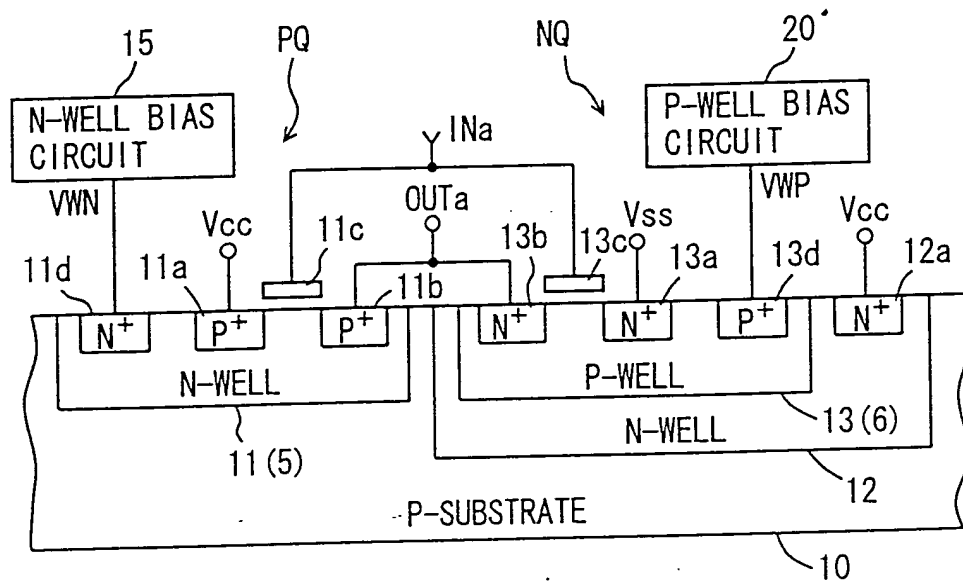 15
PQ
NQ
20
N-WELL BIAS
CIRCUIT
P-WELL BIAS
CIRCUIT
INa
VWN
OUTa
VWP
Vcc
11c
Vss
Vcc
11d
11a
11b
13b
13c
13a
13d
12a
N+
P+
P+
N+
N+
P+
N+
N-WELL
P-WELL
13(6)
N-WELL
11(5)
12
P-SUBSTRATE
10